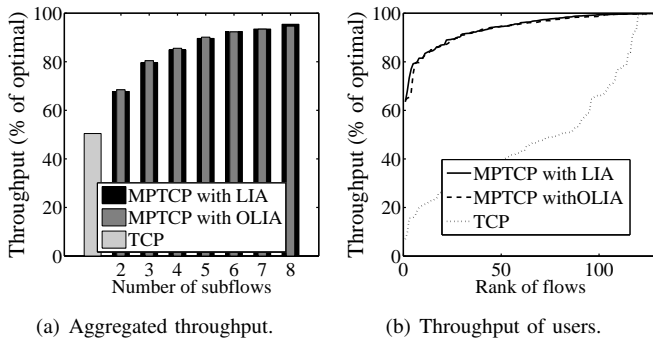 100
80
60
40
20
0
Throughput (% of optimal)
MPTCP with LIA
MPTCP with OLIA
TCP
2 3 4 5 6 7 8
Number of subflows
(a) Aggregated throughput.
100
80
60
40
20
0
Throughput (% of optimal)
MPTCP with LIA
MPTCP withOLIA
TCP
0 50 100
Rank of flows
(b) Throughput of users.